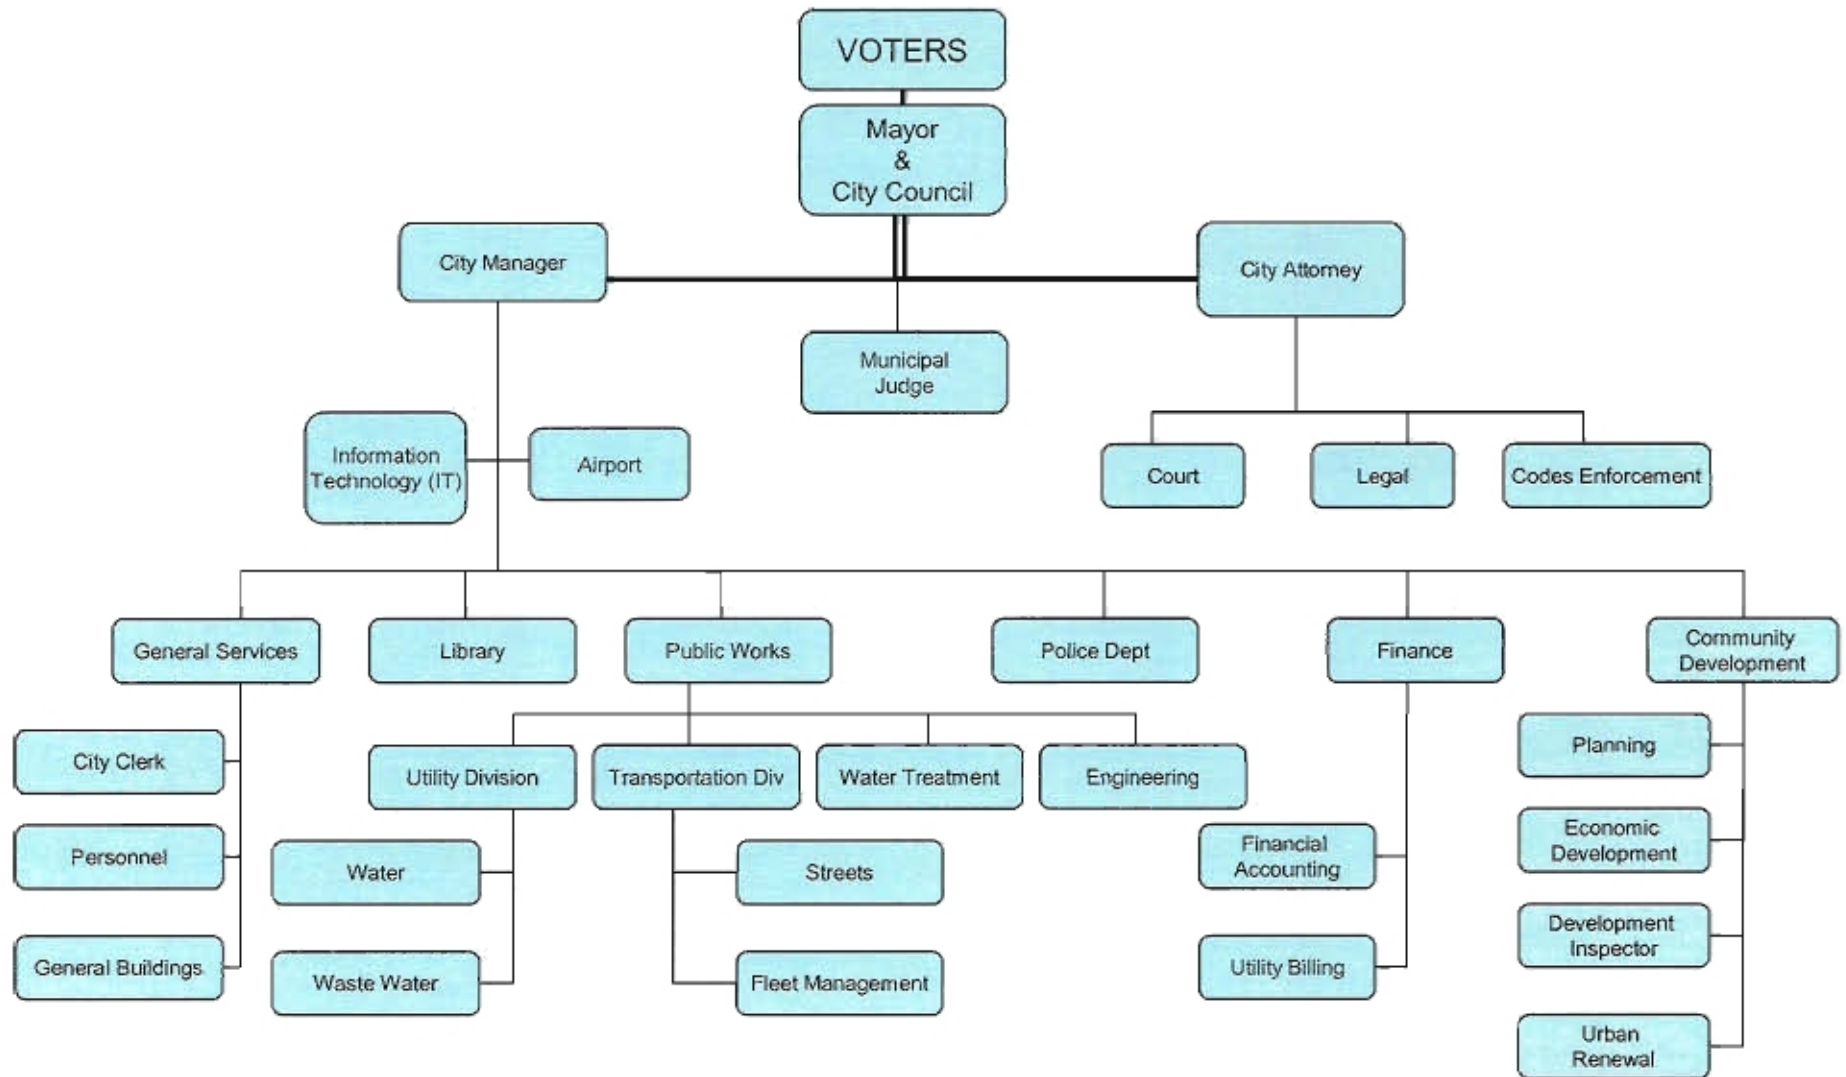 VOTERS
Mayor
&
City Council
City Manager
City Attorney
Municipal
Judge
Information
Technology (IT)
Airport
Court
Legal
Codes Enforcement
General Services
Library
Public Works
Police Dept
Finance
Community
Development
City Clerk
Personnel
General Buildings
Utility Division
Transportation Div
Water Treatment
Engineering
Water
Waste Water
Streets
Fleet Management
Financial
Accounting
Utility Billing
Planning
Economic
Development
Development
Inspector
Urban
Renewal